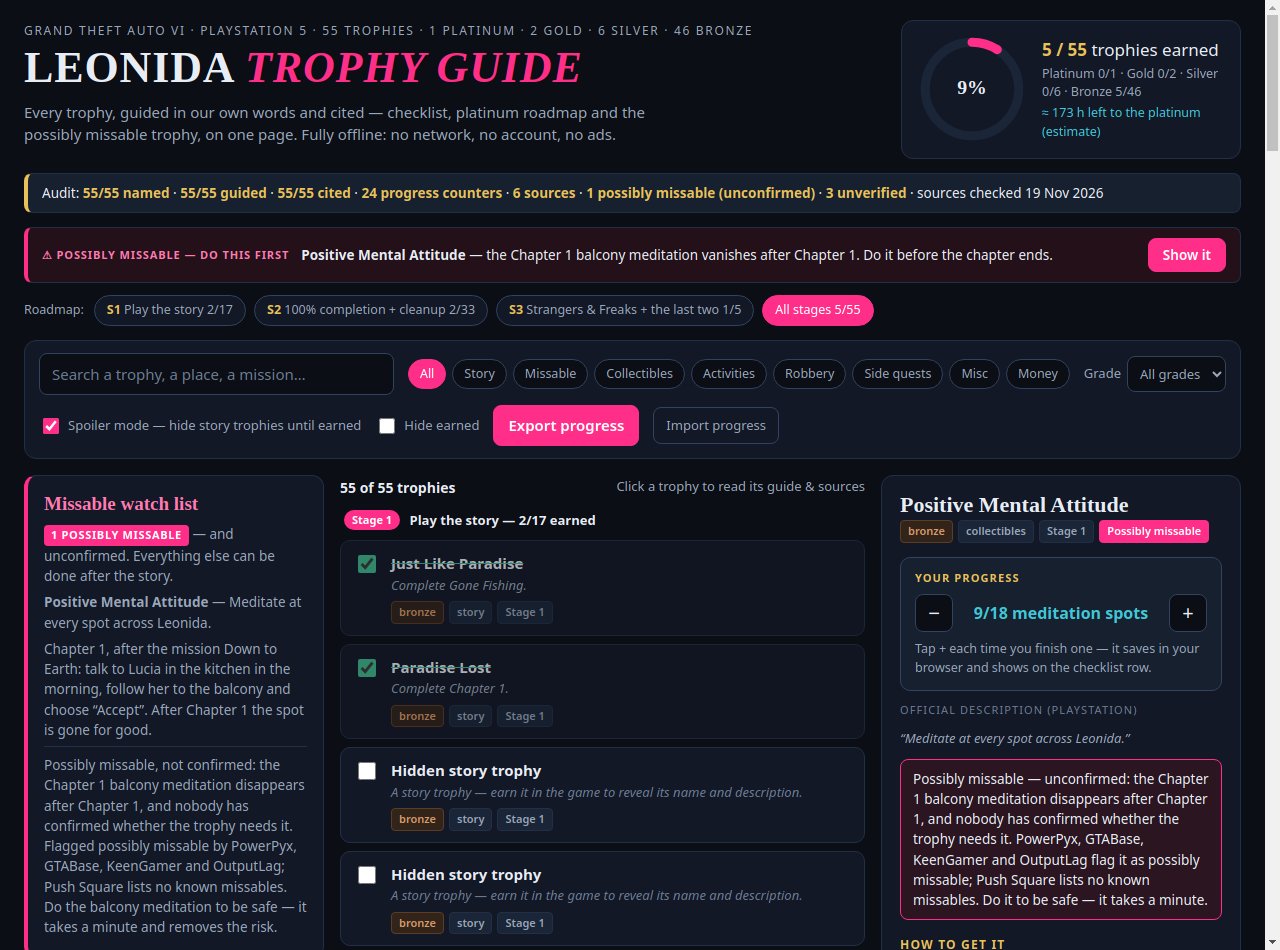 GRAND THEFT AUTO VI · PLAYSTATION 5 · 55 TROPHIES · 1 PLATINUM · 2 GOLD · 6 SILVER · 46 BRONZE
LEONIDA TROPHY GUIDE
Every trophy, guided in our own words and cited — checklist, platinum roadmap and the
possibly missable trophy, on one page. Fully offline: no network, no account, no ads.
9%
5 / 55 trophies earned
Platinum 0/1 · Gold 0/2 · Silver
0/6 · Bronze 5/46
≈ 173 h left to the platinum
(estimate)
Audit: 55/55 named · 55/55 guided · 55/55 cited · 24 progress counters · 6 sources · 1 possibly missable (unconfirmed) · 3 unverified · sources checked 19 Nov 2026
⚠ POSSIBLY MISSABLE — DO THIS FIRST Positive Mental Attitude — the Chapter 1 balcony meditation vanishes after Chapter 1. Do it before the chapter ends. Show it
Roadmap: S1 Play the story 2/17 S2 100% completion + cleanup 2/33 S3 Strangers & Freaks + the last two 1/5 All stages 5/55
Search a trophy, a place, a mission... All Story Missable Collectibles Activities Robbery Side quests Misc Money Grade All grades
Spoiler mode — hide story trophies until earned Hide earned Export progress Import progress
Missable watch list
1 POSSIBLY MISSABLE — and
unconfirmed. Everything else can be
done after the story.
Positive Mental Attitude — Meditate at
every spot across Leonida.
Chapter 1, after the mission Down to
Earth: talk to Lucia in the kitchen in the
morning, follow her to the balcony and
choose “Accept”. After Chapter 1 the spot
is gone for good.
Possibly missable, not confirmed: the
Chapter 1 balcony meditation disappears
after Chapter 1, and nobody has
confirmed whether the trophy needs it.
Flagged possibly missable by PowerPyx,
GTABase, KeenGamer and OutputLag;
Push Square lists no known missables.
Do the balcony meditation to be safe — it
takes a minute and removes the risk.
55 of 55 trophies Click a trophy to read its guide & sources
Stage 1 Play the story — 2/17 earned
Just Like Paradise
Complete Gone Fishing.
bronze story Stage 1
Paradise Lost
Complete Chapter 1.
bronze story Stage 1
Hidden story trophy
A story trophy — earn it in the game to reveal its name and description.
bronze story Stage 1
Hidden story trophy
A story trophy — earn it in the game to reveal its name and description.
bronze story Stage 1
Positive Mental Attitude
bronze collectibles Stage 1 Possibly missable
YOUR PROGRESS
− 9/18 meditation spots +
Tap + each time you finish one — it saves in your
browser and shows on the checklist row.
OFFICIAL DESCRIPTION (PLAYSTATION)
“Meditate at every spot across Leonida.”
Possibly missable — unconfirmed: the Chapter
1 balcony meditation disappears after Chapter
1, and nobody has confirmed whether the
trophy needs it. PowerPyx, GTABase,
KeenGamer and OutputLag flag it as possibly
missable; Push Square lists no known
missables. Do it to be safe — it takes a minute.
HOW TO GET IT